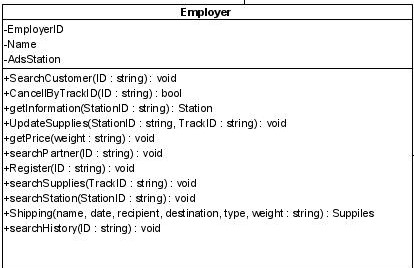 Employer
-EmployerID
-Name
-AdsStation
+SearchCustomer(ID : string) : void
+CancellByTrackID(ID : string) : bool
+getInformation(StationID : string) : Station
+UpdateSupplies(StationID : string, TrackID : string) : void
+getPrice(weight : string) : void
+searchPartner(ID : string) : void
+Register(ID : string) : void
+searchSupplies(TrackID : string) : void
+searchStation(StationID : string) : void
+Shipping(name, date, recipient, destination, type, weight : string) : Suppiles
+searchHistory(ID : string) : void